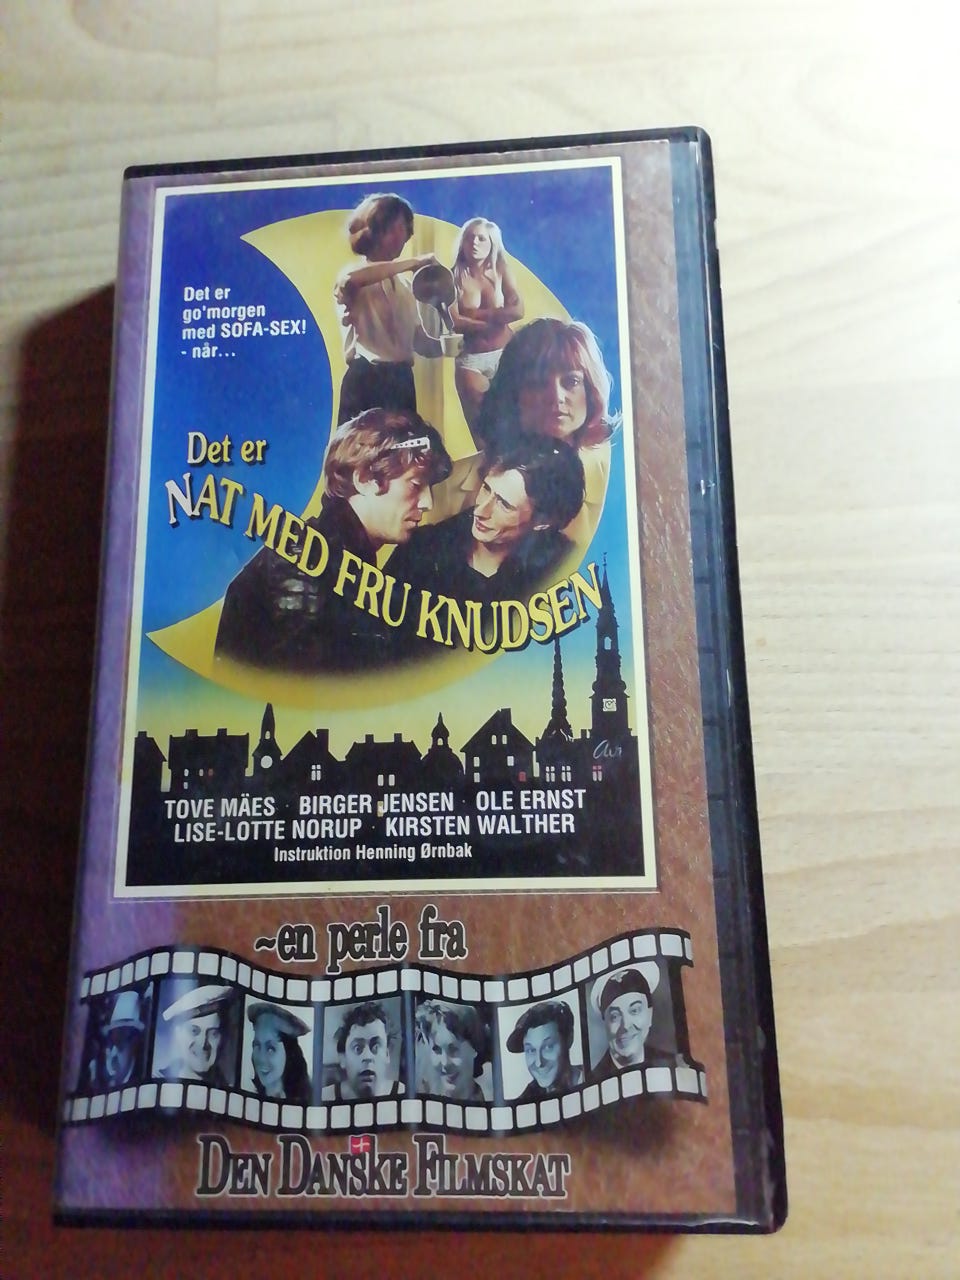 Det er
go'morgen
med SOFA-SEX!
- når...
Det er
NAT MED FRU KNUDSEN
TOVE MÄES · BIRGER JENSEN · OLE ERNST
LISE-LOTTE NORUP · KIRSTEN WALTHER
Instruktion Henning Ørnbak
~en perle fra
DEN DANSKE FILMSKAT